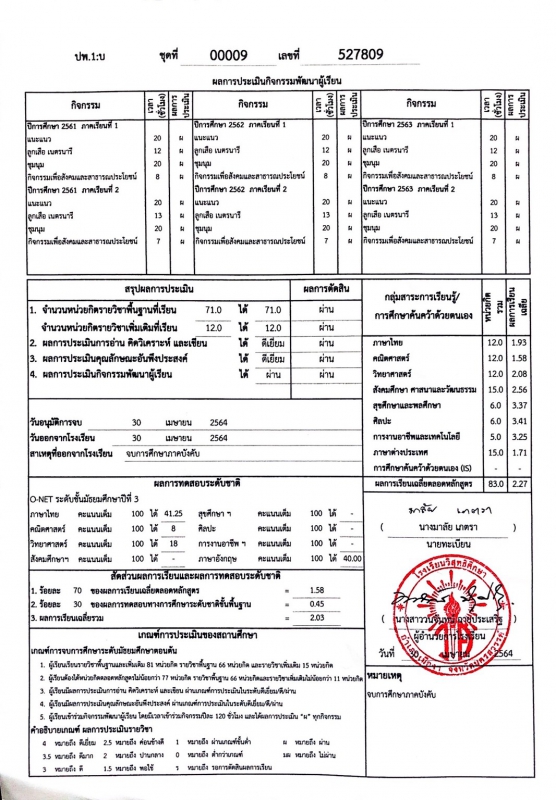 ปพ.1:บ ชุดที่ 00009 เลขที่ 527809
ผลการประเมินกิจกรรมพัฒนาผู้เรียน
กิจกรรม เวลา (ชั่วโมง) ผลการประเมิน กิจกรรม เวลา (ชั่วโมง) ผลการประเมิน กิจกรรม เวลา (ชั่วโมง) ผลการประเมิน
ปีการศึกษา 2561 ภาคเรียนที่ 1 ปีการศึกษา 2562 ภาคเรียนที่ 1 ปีการศึกษา 2563 ภาคเรียนที่ 1
แนะแนว 20 ผ แนะแนว 20 ผ แนะแนว 20 ผ
ลูกเสือ เนตรนารี 12 ผ ลูกเสือ เนตรนารี 12 ผ ลูกเสือ เนตรนารี 12 ผ
ชุมนุม 20 ผ ชุมนุม 20 ผ ชุมนุม 20 ผ
กิจกรรมเพื่อสังคมและสาธารณประโยชน์ 8 ผ กิจกรรมเพื่อสังคมและสาธารณประโยชน์ 8 ผ กิจกรรมเพื่อสังคมและสาธารณประโยชน์ 8 ผ
ปีการศึกษา 2561 ภาคเรียนที่ 2 ปีการศึกษา 2562 ภาคเรียนที่ 2 ปีการศึกษา 2563 ภาคเรียนที่ 2
แนะแนว 20 ผ แนะแนว 20 ผ แนะแนว 20 ผ
ลูกเสือ เนตรนารี 13 ผ ลูกเสือ เนตรนารี 13 ผ ลูกเสือ เนตรนารี 13 ผ
ชุมนุม 20 ผ ชุมนุม 20 ผ ชุมนุม 20 ผ
กิจกรรมเพื่อสังคมและสาธารณประโยชน์ 7 ผ กิจกรรมเพื่อสังคมและสาธารณประโยชน์ 7 ผ กิจกรรมเพื่อสังคมและสาธารณประโยชน์ 7 ผ
สรุปผลการประเมิน ผลการตัดสิน
1. จำนวนหน่วยกิตรายวิชาพื้นฐานที่เรียน 71.0 ได้ 71.0 ผ่าน
จำนวนหน่วยกิตรายวิชาเพิ่มเติมที่เรียน 12.0 ได้ 12.0 ผ่าน
2. ผลการประเมินการอ่าน คิดวิเคราะห์ และเขียน ได้ ดีเยี่ยม ผ่าน
3. ผลการประเมินคุณลักษณะอันพึงประสงค์ ได้ ดีเยี่ยม ผ่าน
4. ผลการประเมินกิจกรรมพัฒนาผู้เรียน ได้ ผ่าน ผ่าน
วันอนุมัติการจบ 30 เมษายน 2564
วันออกจากโรงเรียน 30 เมษายน 2564
สาเหตุที่ออกจากโรงเรียน จบการศึกษาภาคบังคับ
กลุ่มสาระการเรียนรู้/ การศึกษาค้นคว้าด้วยตนเอง หน่วยกิตรวม ผลการเรียนเฉลี่ย
ภาษาไทย 12.0 1.93
คณิตศาสตร์ 12.0 1.58
วิทยาศาสตร์ 12.0 2.08
สังคมศึกษา ศาสนาและวัฒนธรรม 15.0 2.56
สุขศึกษาและพลศึกษา 6.0 3.37
ศิลปะ 6.0 3.41
การงานอาชีพและเทคโนโลยี 5.0 3.25
ภาษาต่างประเทศ 15.0 1.71
การศึกษาค้นคว้าด้วยตนเอง (IS) - -
ผลการเรียนเฉลี่ยตลอดหลักสูตร 83.0 2.27
ผลการทดสอบระดับชาติ
O-NET ระดับชั้นมัธยมศึกษาปีที่ 3
ภาษาไทย คะแนนเต็ม 100 ได้ 41.25 สุขศึกษา ฯ คะแนนเต็ม 100 ได้ -
คณิตศาสตร์ คะแนนเต็ม 100 ได้ 8 ศิลปะ คะแนนเต็ม 100 ได้ -
วิทยาศาสตร์ คะแนนเต็ม 100 ได้ 18 การงานอาชีพ ฯ คะแนนเต็ม 100 ได้ -
สังคมศึกษาฯ คะแนนเต็ม 100 ได้ - ภาษาอังกฤษ คะแนนเต็ม 100 ได้ 40.00
สัดส่วนผลการเรียนและผลการทดสอบระดับชาติ
1. ร้อยละ 70 ของผลการเรียนเฉลี่ยตลอดหลักสูตร = 1.58
2. ร้อยละ 30 ของผลการทดสอบทางการศึกษาระดับชาติขั้นพื้นฐาน = 0.45
3. ผลการเรียนเฉลี่ยรวม = 2.03
( นางมาลัย เกตรา )
นายทะเบียน
ผู้อำนวยการโรงเรียน
วันที่ เมษายน 2564
หมายเหตุ
จบการศึกษาภาคบังคับ
เกณฑ์การประเมินของสถานศึกษา
เกณฑ์การจบการศึกษาระดับมัธยมศึกษาตอนต้น
1. ผู้เรียนเรียนรายวิชาพื้นฐานและเพิ่มเติม 81 หน่วยกิต รายวิชาพื้นฐาน 66 หน่วยกิต และรายวิชาเพิ่มเติม 15 หน่วยกิต
2. ผู้เรียนต้องได้หน่วยกิตตลอดหลักสูตรไม่น้อยกว่า 77 หน่วยกิต รายวิชาพื้นฐาน 66 หน่วยกิตและรายวิชาเพิ่มเติมไม่น้อยกว่า 11 หน่วยกิต
3. ผู้เรียนมีผลการประเมินการอ่าน คิดวิเคราะห์ และเขียน ผ่านเกณฑ์การประเมินในระดับดีเยี่ยม/ดี/ผ่าน
4. ผู้เรียนมีผลการประเมินคุณลักษณะอันพึงประสงค์ ผ่านเกณฑ์การประเมินในระดับดีเยี่ยม/ดี/ผ่าน
5. ผู้เรียนเข้าร่วมกิจกรรมพัฒนาผู้เรียน โดยมีเวลาเข้าร่วมกิจกรรมปีละ 120 ชั่วโมง และได้ผลการประเมิน "ผ" ทุกกิจกรรม
คำอธิบายเกณฑ์ ผลการประเมินรายวิชา
4 หมายถึง ดีเยี่ยม 2.5 หมายถึง ค่อนข้างดี 1 หมายถึง ผ่านเกณฑ์ขั้นต่ำ ผ หมายถึง ผ่าน
3.5 หมายถึง ดีมาก 2 หมายถึง ปานกลาง 0 หมายถึง ต่ำกว่าเกณฑ์ มผ หมายถึง ไม่ผ่าน
3 หมายถึง ดี 1.5 หมายถึง พอใช้ ร หมายถึง รอการตัดสินผลการเรียน